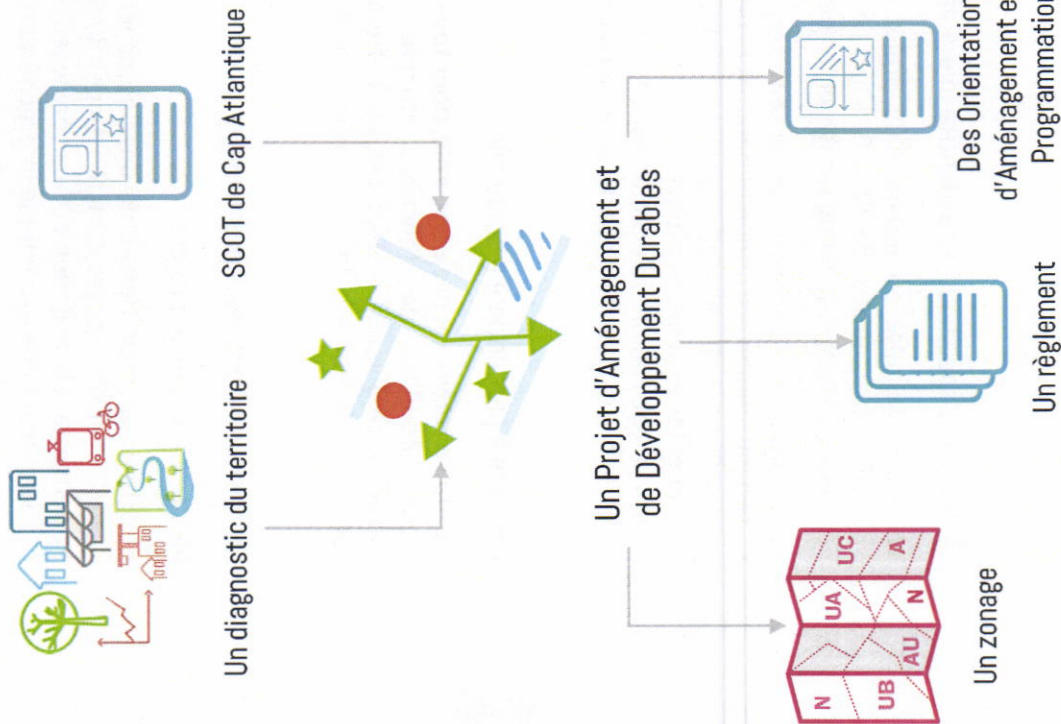 Un diagnostic du territoire
SCOT de Cap Atlantique
Un Projet d'Aménagement et
de Développement Durables
N
UB
AU
UA
N
UC
A
Un zonage
Un règlement
Des Orientation
d'Aménagement e
Programmation